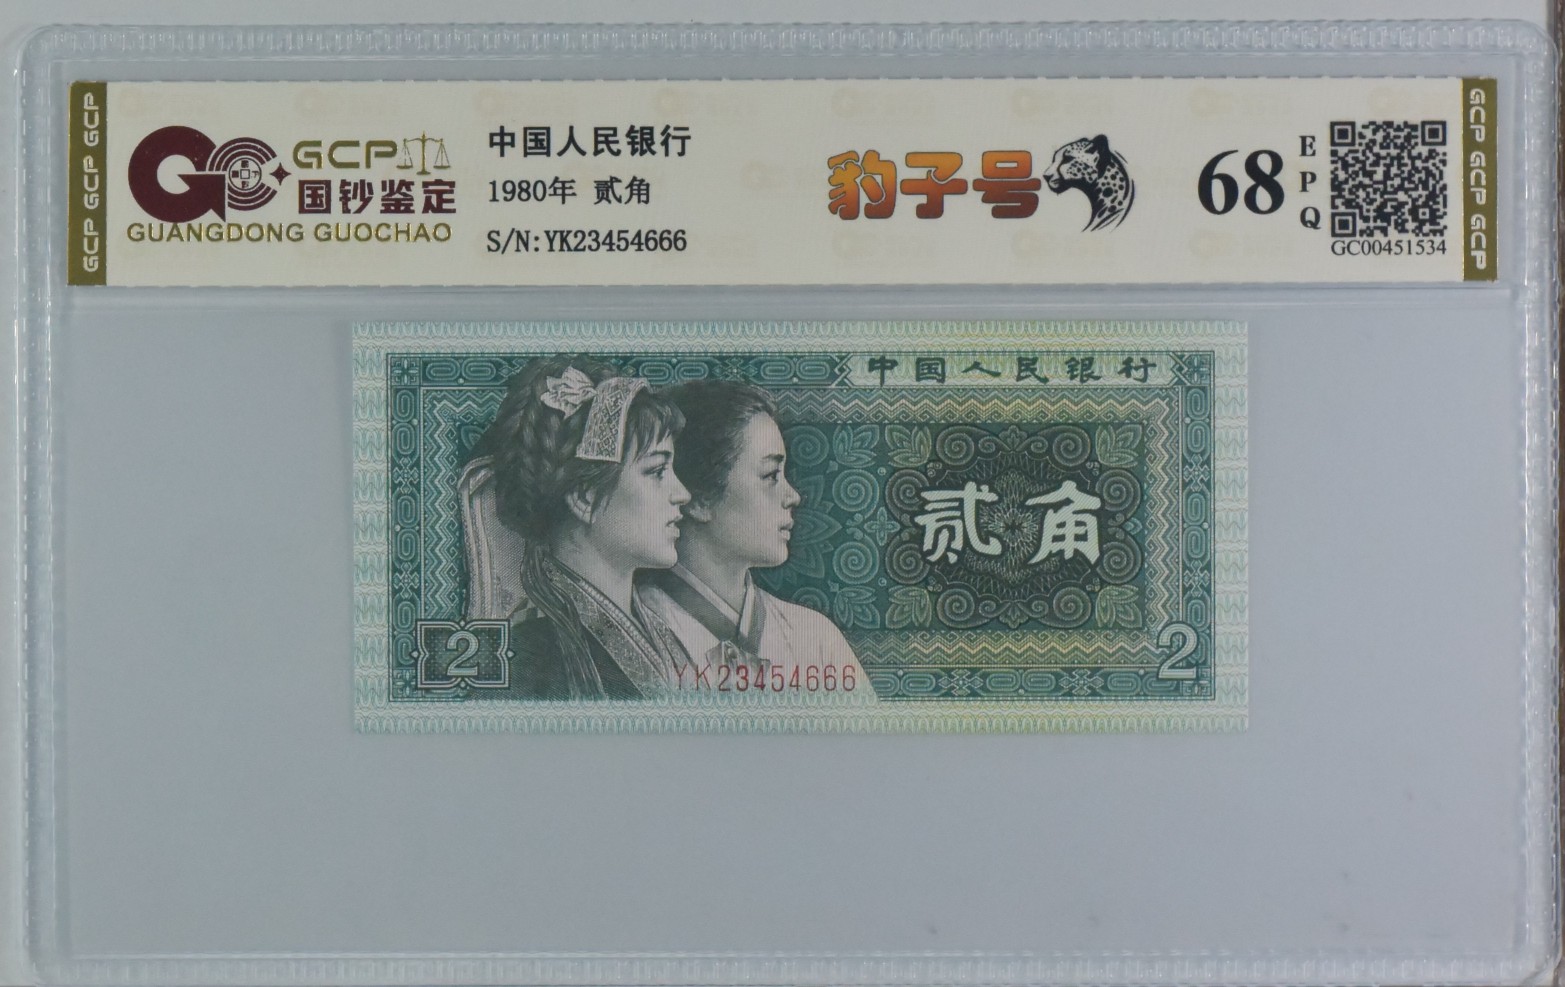 GCP GCP GCP
GCP
国钞鉴定
GUANGDONG GUOCHAO
中国人民银行
1980年 贰角
S/N:YK23454666
豹子号
68
EPQ
GC00451534
GCP GCP GCP
中国人民银行
贰角
2
YK23454666
2